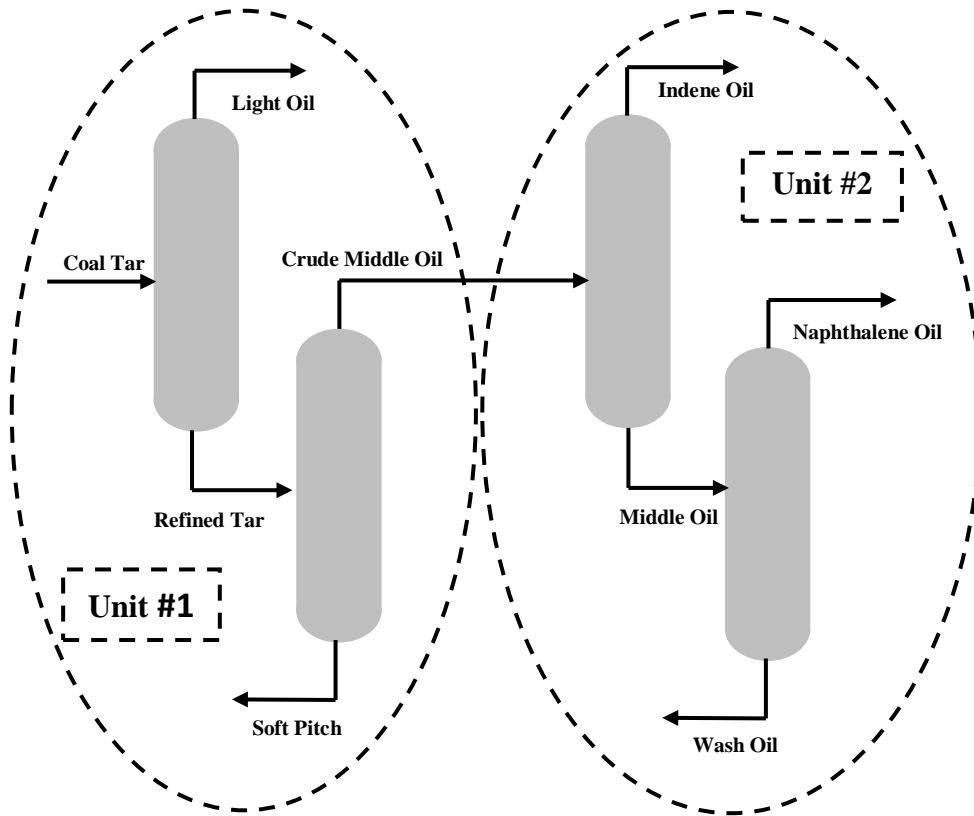 Light Oil
Indene Oil
Unit #2
Coal Tar
Crude Middle Oil
Naphthalene Oil
Refined Tar
Middle Oil
Unit #1
Soft Pitch
Wash Oil